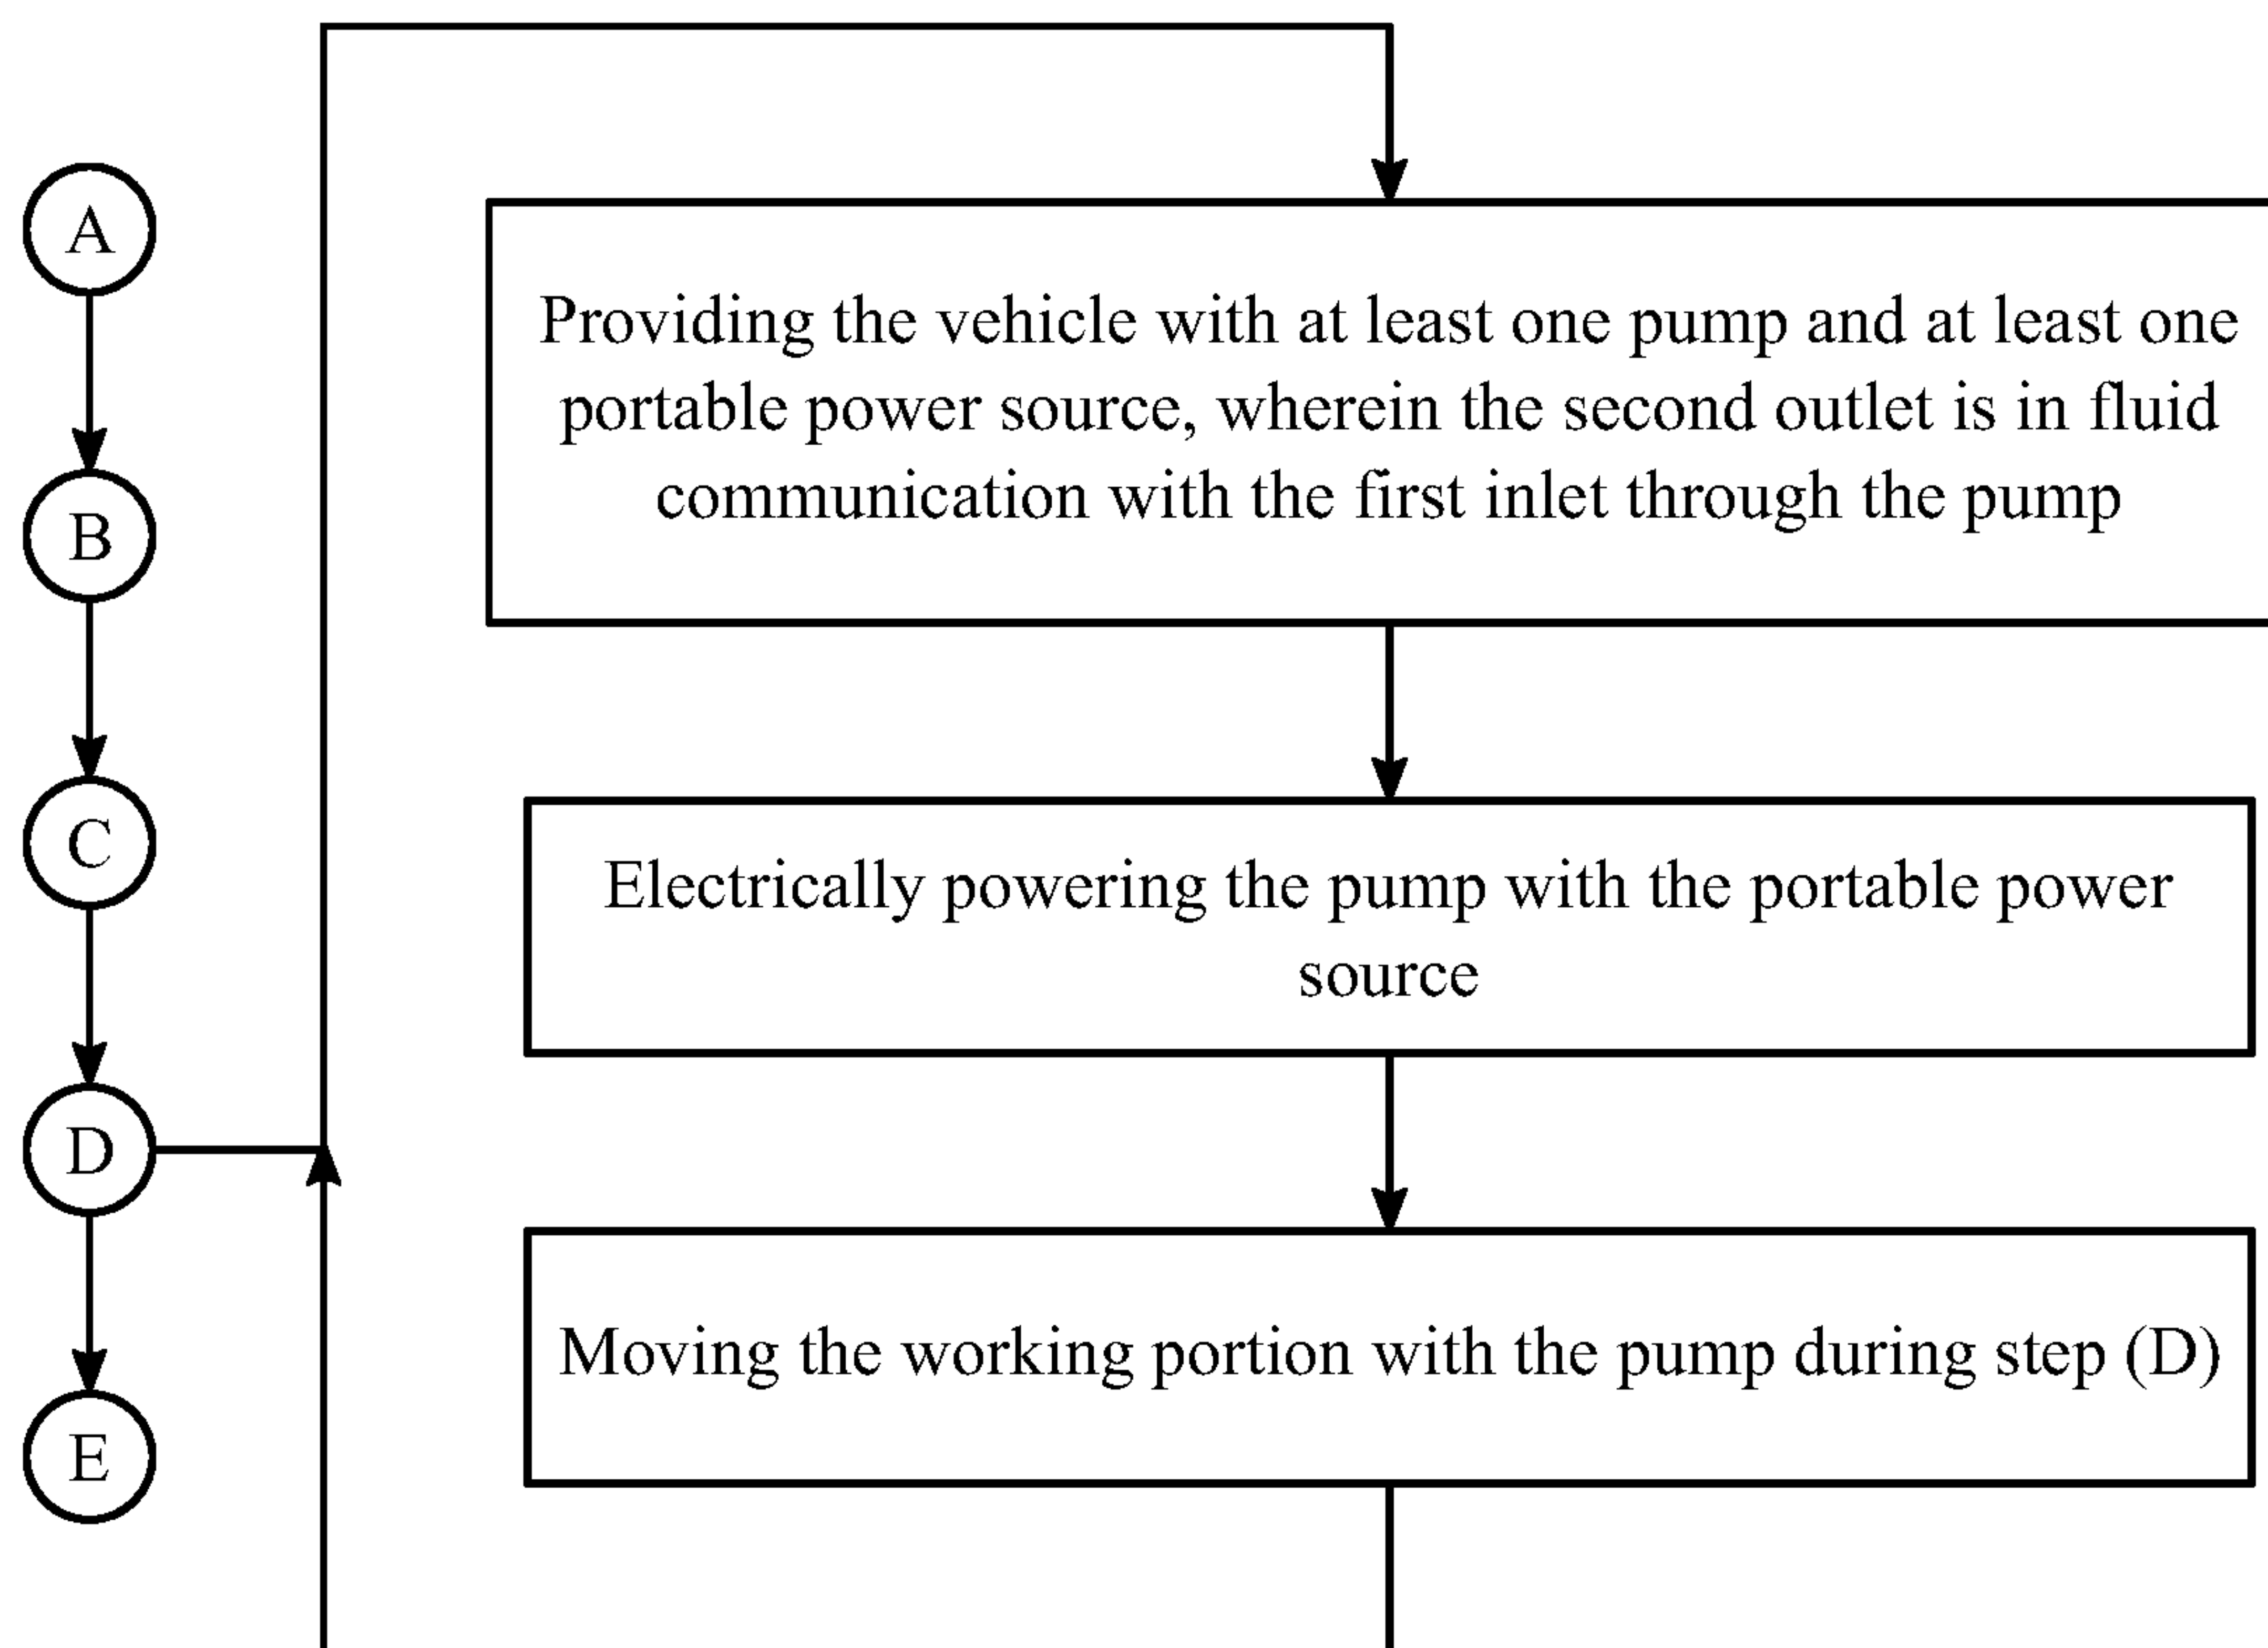 A
B
C
D
E
Providing the vehicle with at least one pump and at least one
portable power source, wherein the second outlet is in fluid
communication with the first inlet through the pump
Electrically powering the pump with the portable power
source
Moving the working portion with the pump during step (D)